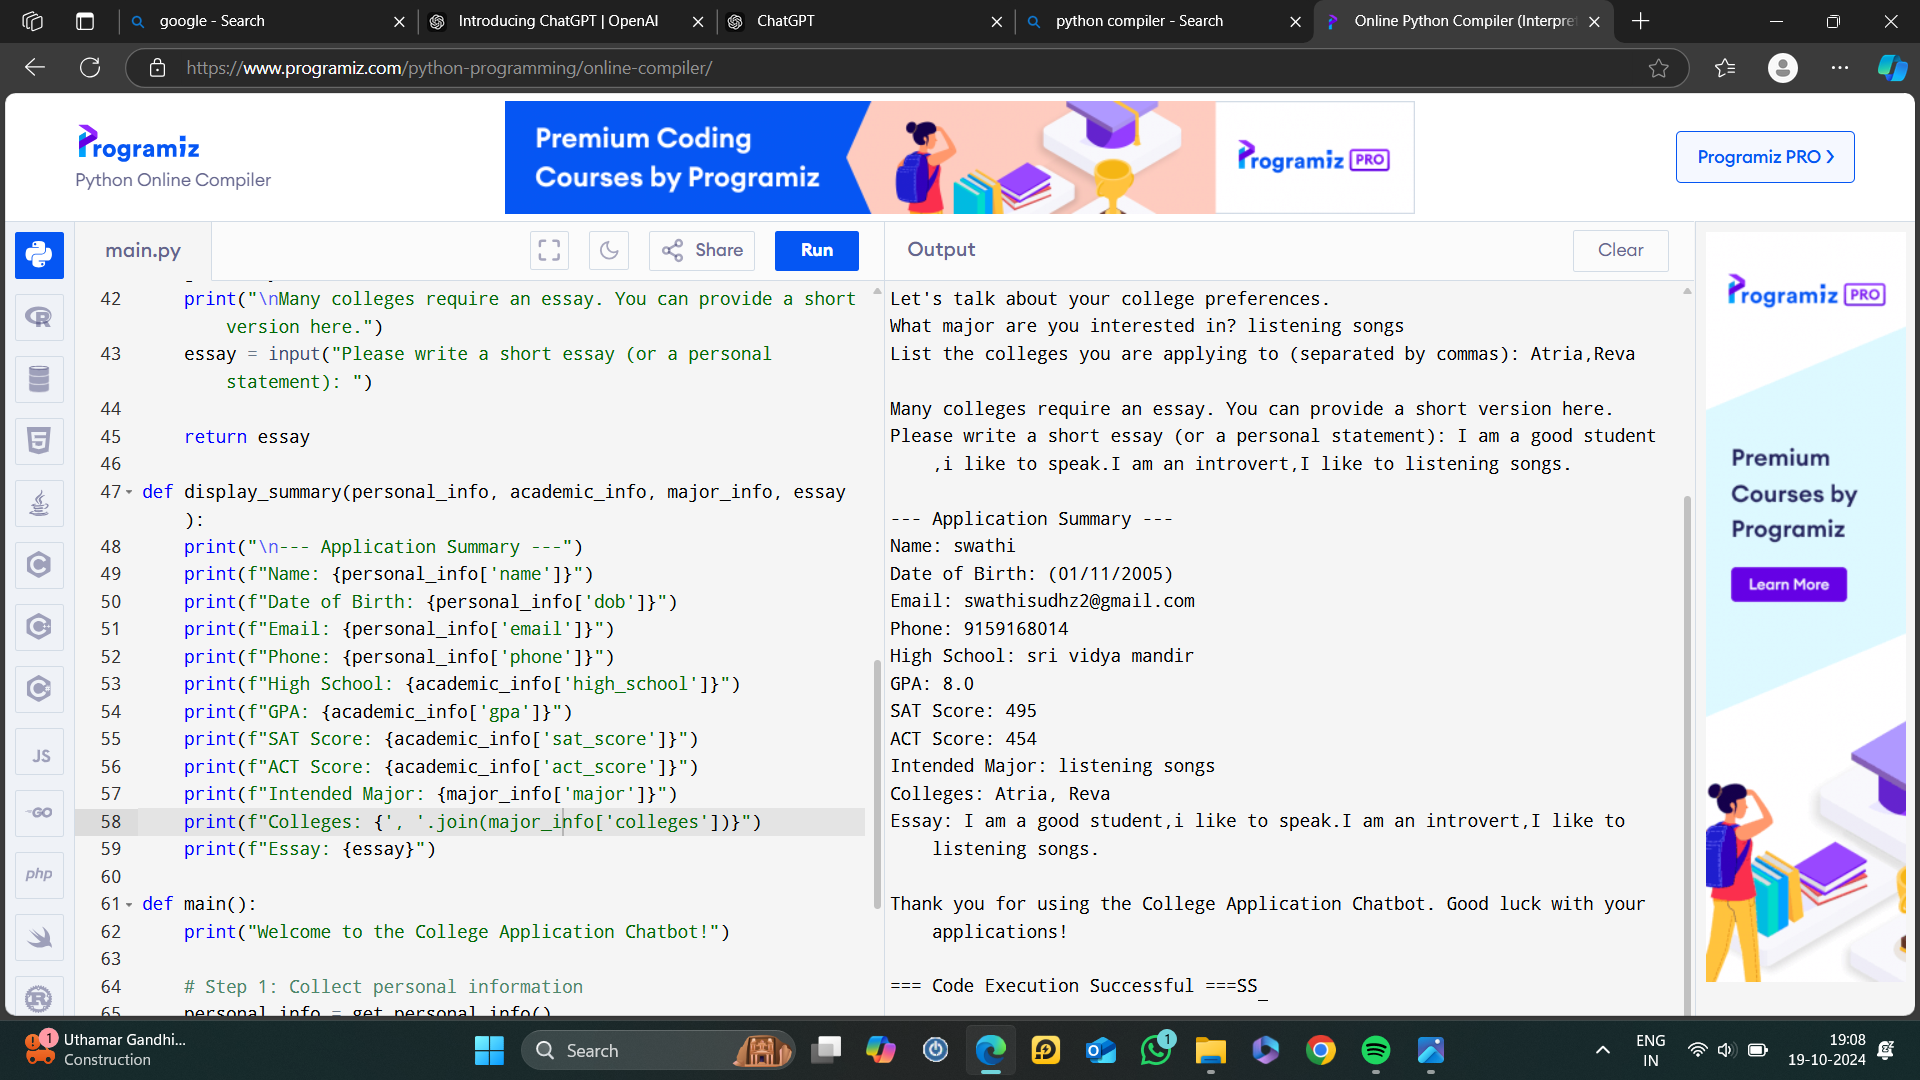 google - Search
Introducing ChatGPT | OpenAI
ChatGPT
python compiler - Search
Online Python Compiler (Interpre
https://www.programiz.com/python-programming/online-compiler/
Programiz
Python Online Compiler
Premium Coding
Courses by Programiz
Programiz PRO
Programiz PRO
main.py
Share
Run
Output
Clear
42 print("\nMany colleges require an essay. You can provide a short
version here.")
43 essay = input("Please write a short essay (or a personal
statement): ")
44
45 return essay
46
47 def display_summary(personal_info, academic_info, major_info, essay
):
48 print("\n--- Application Summary ---")
49 print(f"Name: {personal_info['name']}")
50 print(f"Date of Birth: {personal_info['dob']}")
51 print(f"Email: {personal_info['email']}")
52 print(f"Phone: {personal_info['phone']}")
53 print(f"High School: {academic_info['high_school']}")
54 print(f"GPA: {academic_info['gpa']}")
55 print(f"SAT Score: {academic_info['sat_score']}")
56 print(f"ACT Score: {academic_info['act_score']}")
57 print(f"Intended Major: {major_info['major']}")
58 print(f"Colleges: {', '.join(major_info['colleges'])}")
59 print(f"Essay: {essay}")
60
61 def main():
62 print("Welcome to the College Application Chatbot!")
63
64 # Step 1: Collect personal information
65 personal_info = get_personal_info()
Let's talk about your college preferences.
What major are you interested in? listening songs
List the colleges you are applying to (separated by commas): Atria,Reva
Many colleges require an essay. You can provide a short version here.
Please write a short essay (or a personal statement): I am a good student
,i like to speak.I am an introvert,I like to listening songs.
--- Application Summary ---
Name: swathi
Date of Birth: (01/11/2005)
Email: swathisudhz2@gmail.com
Phone: 9159168014
High School: sri vidya mandir
GPA: 8.0
SAT Score: 495
ACT Score: 454
Intended Major: listening songs
Colleges: Atria, Reva
Essay: I am a good student,i like to speak.I am an introvert,I like to
listening songs.
Thank you for using the College Application Chatbot. Good luck with your
applications!
=== Code Execution Successful ===SS_
Programiz PRO
Premium
Courses by
Programiz
Learn More
R
5
C
C
C
JS
GO
php
R
1
Uthamar Gandhi...
Construction
Search
1
ENG
IN
19:08
19-10-2024